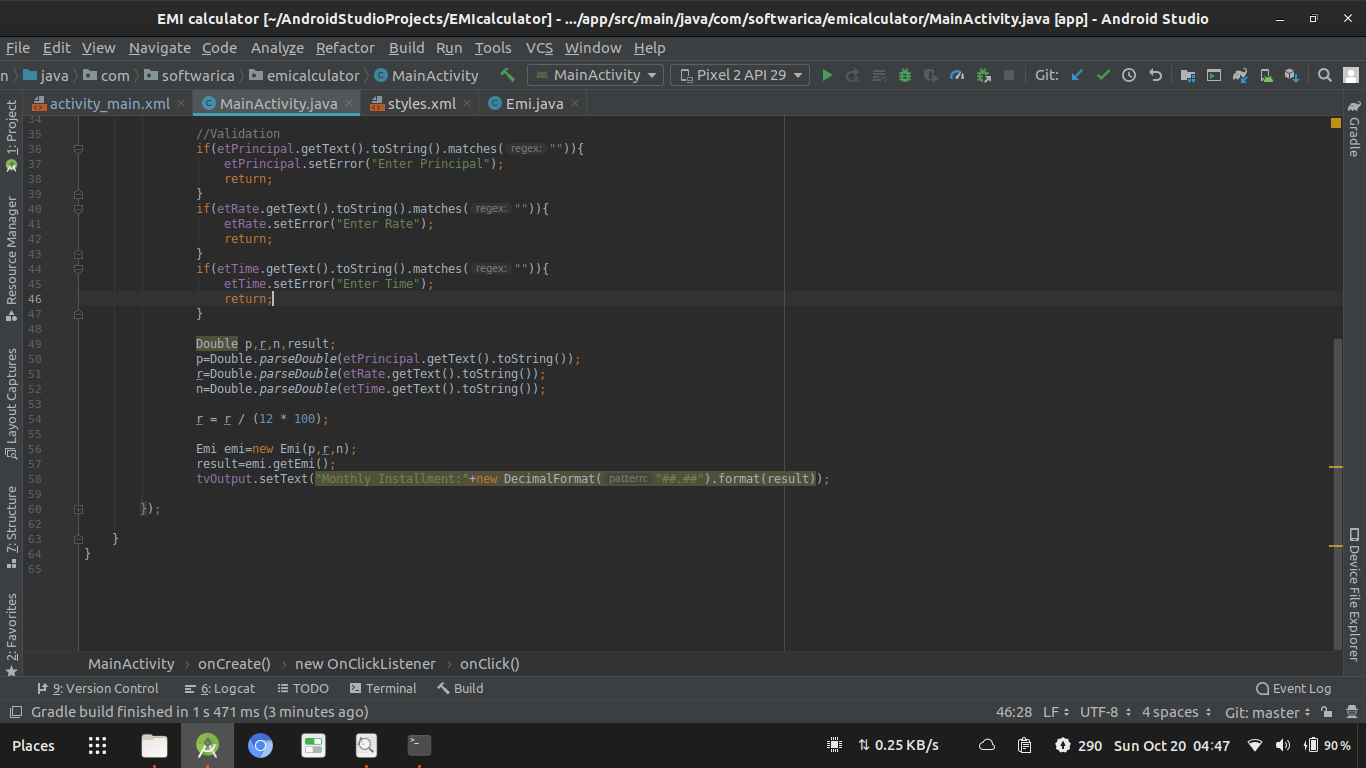 EMI calculator [~/AndroidStudioProjects/EMIcalculator] - .../app/src/main/java/com/softwarica/emicalculator/MainActivity.java [app] - Android Studio
File Edit View Navigate Code Analyze Refactor Build Run Tools VCS Window Help
n java com softwarica emicalculator MainActivity MainActivity Pixel 2 API 29 Git:
activity_main.xml MainActivity.java styles.xml Emi.java
1: Project
Resource Manager
Layout Captures
7: Structure
2: Favorites
34
35 //Validation
36 if(etPrincipal.getText().toString().matches( regex: "")){
37 etPrincipal.setError("Enter Principal");
38 return;
39 }
40 if(etRate.getText().toString().matches( regex: "")){
41 etRate.setError("Enter Rate");
42 return;
43 }
44 if(etTime.getText().toString().matches( regex: "")){
45 etTime.setError("Enter Time");
46 return;
47 }
48
49 Double p,r,n,result;
50 p=Double.parseDouble(etPrincipal.getText().toString());
51 r=Double.parseDouble(etRate.getText().toString());
52 n=Double.parseDouble(etTime.getText().toString());
53
54 r = r / (12 * 100);
55
56 Emi emi=new Emi(p,r,n);
57 result=emi.getEmi();
58 tvOutput.setText("Monthly Installment:"+new DecimalFormat( pattern: "##.##").format(result));
59
60 });
62
63 }
64 }
65
Gradle
Device File Explorer
MainActivity › onCreate() › new OnClickListener › onClick()
9: Version Control 6: Logcat TODO Terminal Build Event Log
Gradle build finished in 1 s 471 ms (3 minutes ago) 46:28 LF UTF-8 4 spaces Git: master
Places 0.25 KB/s 290 Sun Oct 20 04:47 90 %